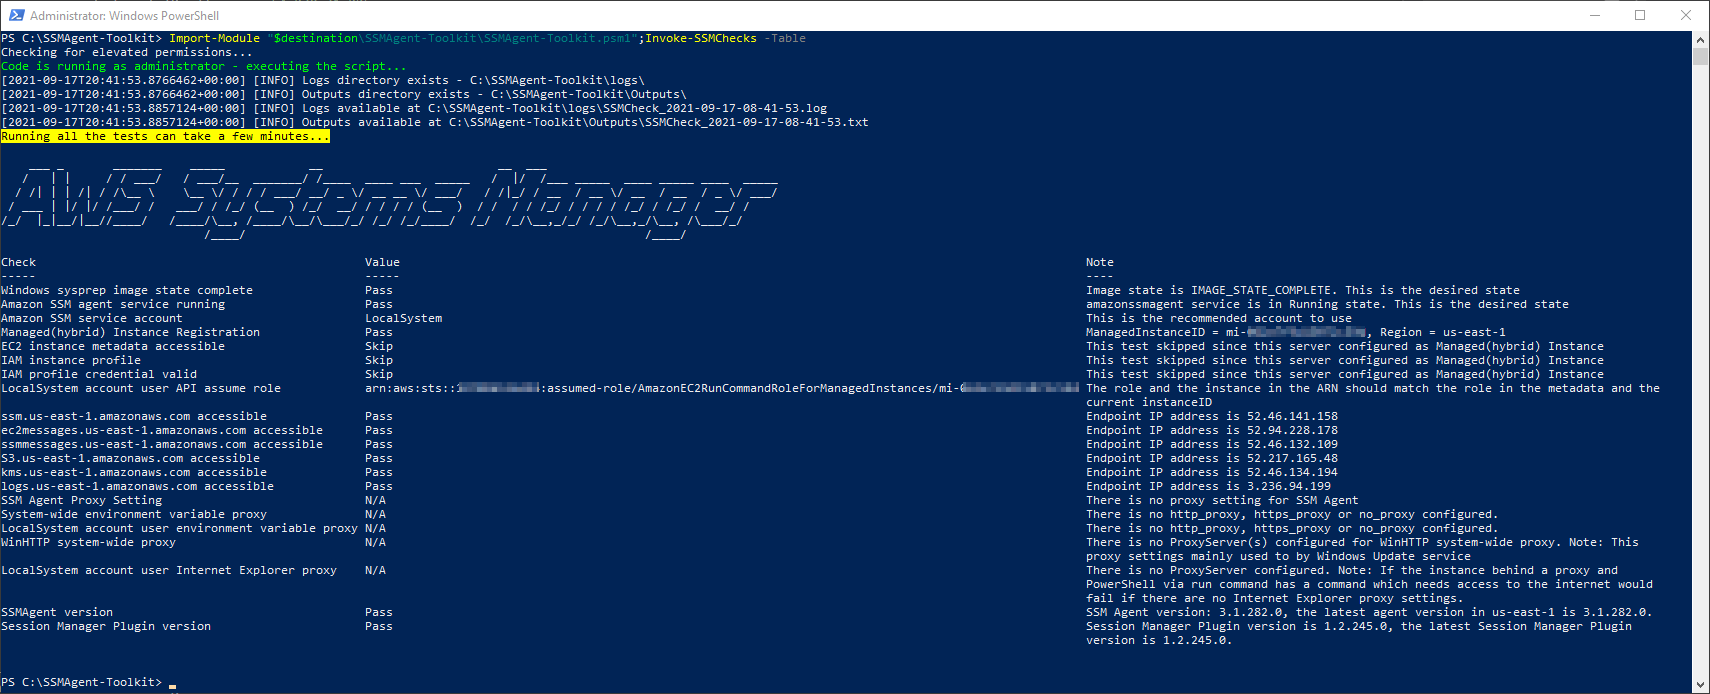 Administrator: Windows PowerShell
PS C:\SSMAgent-Toolkit> Import-Module "$destination\SSMAgent-Toolkit\SSMAgent-Toolkit.psm1";Invoke-SSMChecks -Table
Checking for elevated permissions...
Code is running as administrator - executing the script...
[2021-09-17T20:41:53.8766462+00:00] [INFO] Logs directory exists - C:\SSMAgent-Toolkit\logs\
[2021-09-17T20:41:53.8766462+00:00] [INFO] Outputs directory exists - C:\SSMAgent-Toolkit\Outputs\
[2021-09-17T20:41:53.8857124+00:00] [INFO] Logs available at C:\SSMAgent-Toolkit\logs\SSMCheck_2021-09-17-08-41-53.log
[2021-09-17T20:41:53.8857124+00:00] [INFO] Outputs available at C:\SSMAgent-Toolkit\Outputs\SSMCheck_2021-09-17-08-41-53.txt
Running all the tests can take a few minutes...
AWS Systems Manager
Check Value Note
----- ----- ----
Windows sysprep image state complete Pass Image state is IMAGE_STATE_COMPLETE. This is the desired state
Amazon SSM agent service running Pass amazonssmagent service is in Running state. This is the desired state
Amazon SSM service account LocalSystem This is the recommended account to use
Managed(hybrid) Instance Registration Pass ManagedInstanceID = mi- , Region = us-east-1
EC2 instance metadata accessible Skip This test skipped since this server configured as Managed(hybrid) Instance
IAM instance profile Skip This test skipped since this server configured as Managed(hybrid) Instance
IAM profile credential valid Skip This test skipped since this server configured as Managed(hybrid) Instance
LocalSystem account user API assume role arn:aws:sts:: :assumed-role/AmazonEC2RunCommandRoleForManagedInstances/mi- The role and the instance in the ARN should match the role in the metadata and the
current instanceID
ssm.us-east-1.amazonaws.com accessible Pass Endpoint IP address is 52.46.141.158
ec2messages.us-east-1.amazonaws.com accessible Pass Endpoint IP address is 52.94.228.178
ssmmessages.us-east-1.amazonaws.com accessible Pass Endpoint IP address is 52.46.132.109
S3.us-east-1.amazonaws.com accessible Pass Endpoint IP address is 52.217.165.48
kms.us-east-1.amazonaws.com accessible Pass Endpoint IP address is 52.46.134.194
logs.us-east-1.amazonaws.com accessible Pass Endpoint IP address is 3.236.94.199
SSM Agent Proxy Setting N/A There is no proxy setting for SSM Agent
System-wide environment variable proxy N/A There is no http_proxy, https_proxy or no_proxy configured.
LocalSystem account user environment variable proxy N/A There is no http_proxy, https_proxy or no_proxy configured.
WinHTTP system-wide proxy N/A There is no ProxyServer(s) configured for WinHTTP system-wide proxy. Note: This
proxy settings mainly used to by Windows Update service
LocalSystem account user Internet Explorer proxy N/A There is no ProxyServer configured. Note: If the instance behind a proxy and
PowerShell via run command has a command which needs access to the internet would
fail if there are no Internet Explorer proxy settings.
SSMAgent version Pass SSM Agent version: 3.1.282.0, the latest agent version in us-east-1 is 3.1.282.0.
Session Manager Plugin version Pass Session Manager Plugin version is 1.2.245.0, the latest Session Manager Plugin
version is 1.2.245.0.
PS C:\SSMAgent-Toolkit>